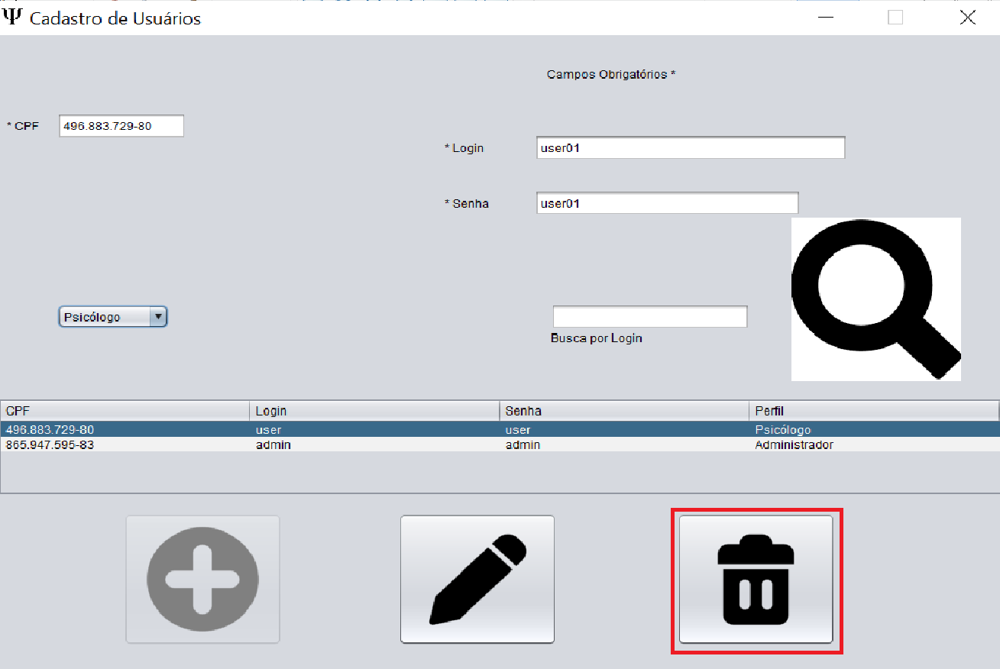 Ψ Cadastro de Usuários
Campos Obrigatórios *
* CPF 496.883.729-80
* Login user01
* Senha user01
Psicólogo
Busca por Login
CPF Login Senha Perfil
496.883.729-80 user user Psicólogo
865.947.595-83 admin admin Administrador